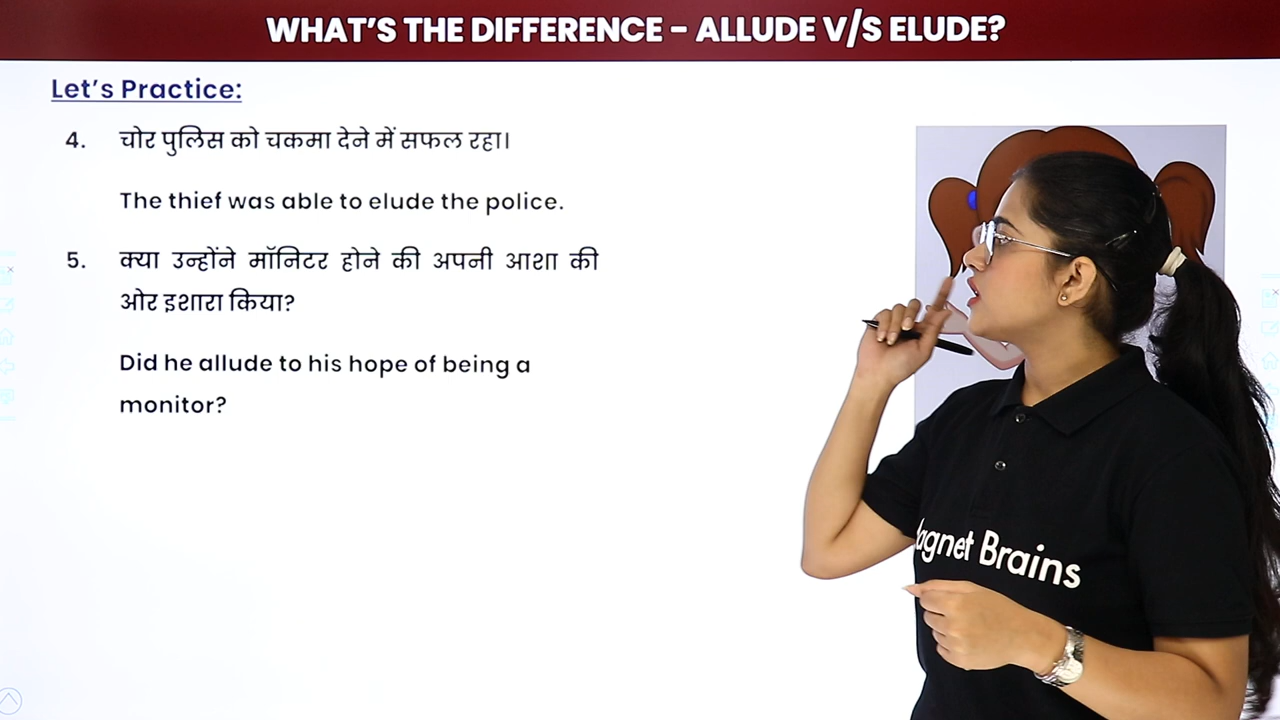 WHAT'S THE DIFFERENCE - ALLUDE V/S ELUDE?
Let's Practice:
4. चोर पुलिस को चकमा देने में सफल रहा।
The thief was able to elude the police.
5. क्या उन्होंने मॉनिटर होने की अपनी आशा की
ओर इशारा किया?
Did he allude to his hope of being a
monitor?
agnet Brains